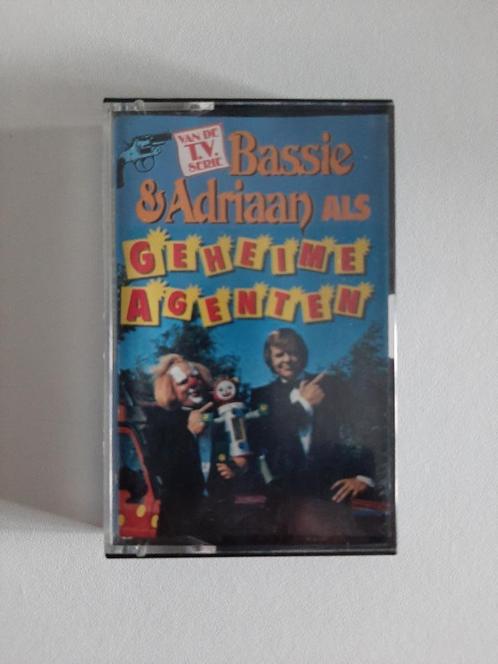 VAN DE
T.V.
SERIE
Bassie
& Adriaan ALS
GEHEIME
AGENTEN